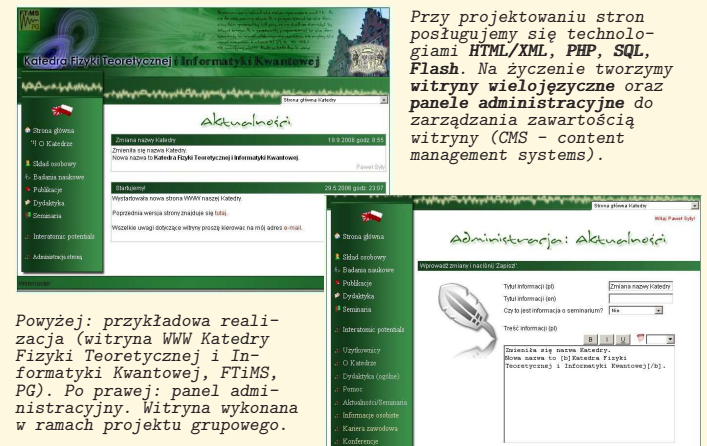 Przy projektowaniu stron
posługujemy się technolo-
giami HTML/XML, PHP, SQL,
Flash. Na życzenie tworzymy
witryny wielojęzyczne oraz
panele administracyjne do
zarządzania zawartością
witryny (CMS - content
management systems).
FTiMS
PG
Katedra Fizyki Teoretycznej i Informatyki Kwantowej
Strona główna Katedry
Aktualności
Strona główna
O Katedrze
Skład osobowy
Badania naukowe
Publikacje
Dydaktyka
Seminaria
Interatomic potentials
Administracja stroną
Zmiana nazwy Katedry 19.9.2008 godz. 8:55
Zmieniła się nazwa Katedry.
Nowa nazwa to Katedra Fizyki Teoretycznej i Informatyki Kwantowej.
Paweł Syty
Startujemy! 29.5.2008 godz. 23:07
Wystartowała nowa strona WWW naszej Katedry.
Poprzednia wersja strony znajduje się tutaj.
Wszelkie uwagi dotyczące witryny proszę kierować na mój adres e-mail.
Webmaster
Strona główna Katedry
Witaj Paweł Syty!
Administracja: Aktualności
Strona główna
Skład osobowy
Badania naukowe
Publikacje
Dydaktyka
Seminaria
Interatomic potentials
Użytkownicy
O Katedrze
Dydaktyka (ogólne)
Pomoc
Aktualności/Seminaria
Informacje osobiste
Kariera zawodowa
Konferencje
Wprowadź zmiany i naciśnij 'Zapisz'
Tytuł informacji (pl) Zmiana nazwy Katedry
Tytuł informacji (en)
Czy to jest informacja o seminarium? Nie
Treść informacji (pl)
B I U
Zmieniła się nazwa Katedry.
Nowa nazwa to [b]Katedra Fizyki
Teoretycznej i Informatyki Kwantowej[/b].
Powyżej: przykładowa reali-
zacja (witryna WWW Katedry
Fizyki Teoretycznej i In-
formatyki Kwantowej, FTiMS,
PG). Po prawej: panel admi-
nistracyjny. Witryna wykonana
w ramach projektu grupowego.